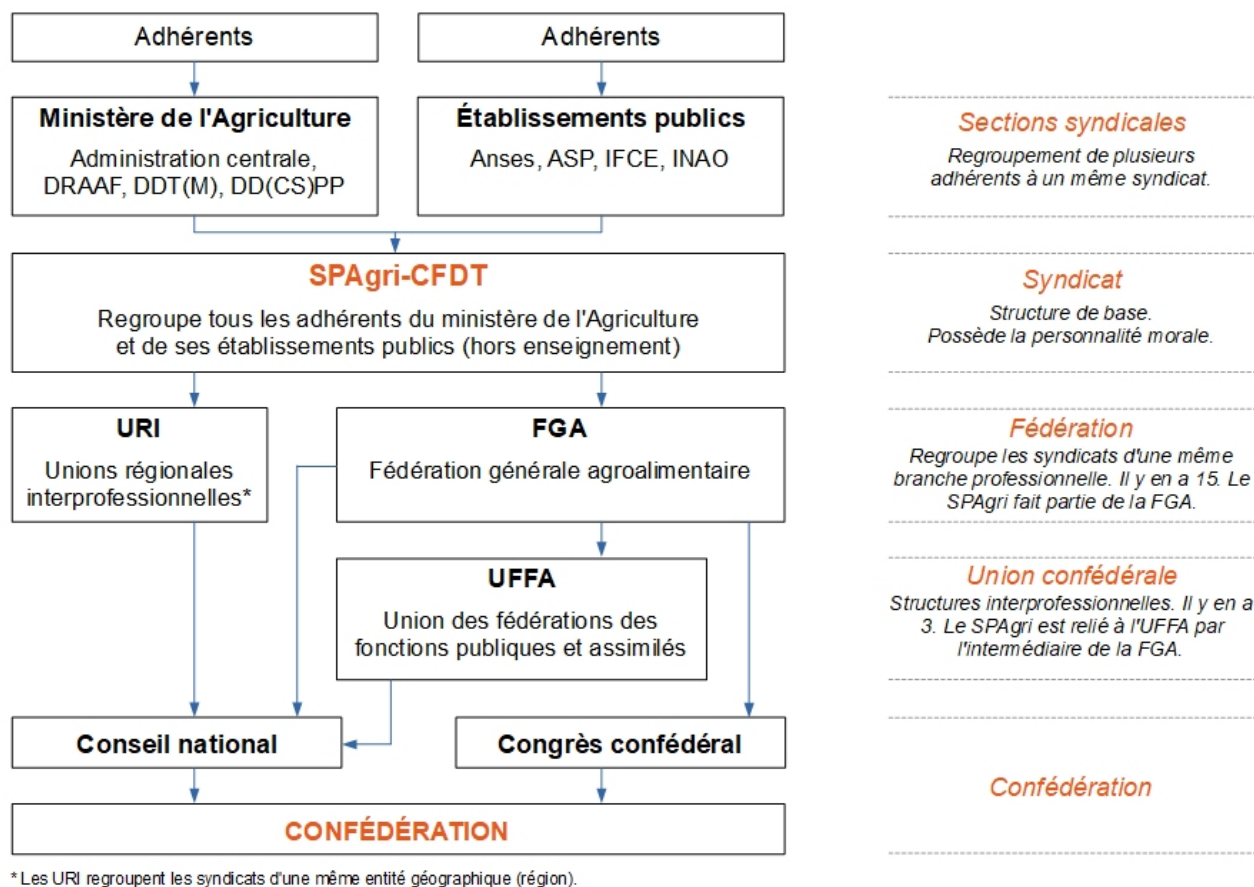 Adhérents
Adhérents
Ministère de l'Agriculture
Administration centrale,
DRAAF, DDT(M), DD(CS)PP
Établissements publics
Anses, ASP, IFCE, INAO
Sections syndicales
Regroupement de plusieurs
adhérents à un même syndicat.
SPAgri-CFDT
Regroupe tous les adhérents du ministère de l'Agriculture
et de ses établissements publics (hors enseignement)
Syndicat
Structure de base.
Possède la personnalité morale.
URI
Unions régionales
interprofessionnelles*
FGA
Fédération générale agroalimentaire
Fédération
Regroupe les syndicats d'une même
branche professionnelle. Il y en a 15. Le
SPAgri fait partie de la FGA.
UFFA
Union des fédérations des
fonctions publiques et assimilés
Union confédérale
Structures interprofessionnelles. Il y en a
3. Le SPAgri est relié à l'UFFA par
l'intermédiaire de la FGA.
Conseil national
Congrès confédéral
CONFÉDÉRATION
Confédération
* Les URI regroupent les syndicats d'une même entité géographique (région).